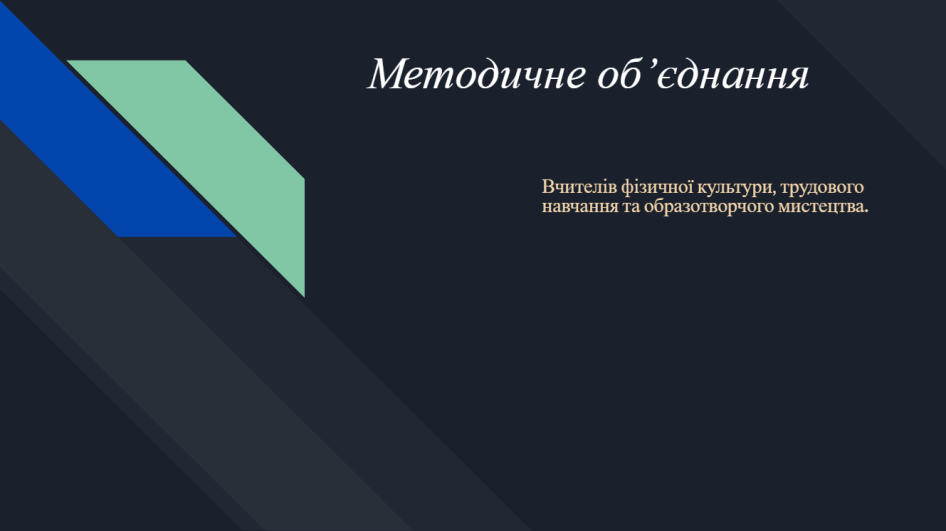 Методичне об’єднання
Вчителів фізичної культури, трудового
навчання та образотворчого мистецтва.